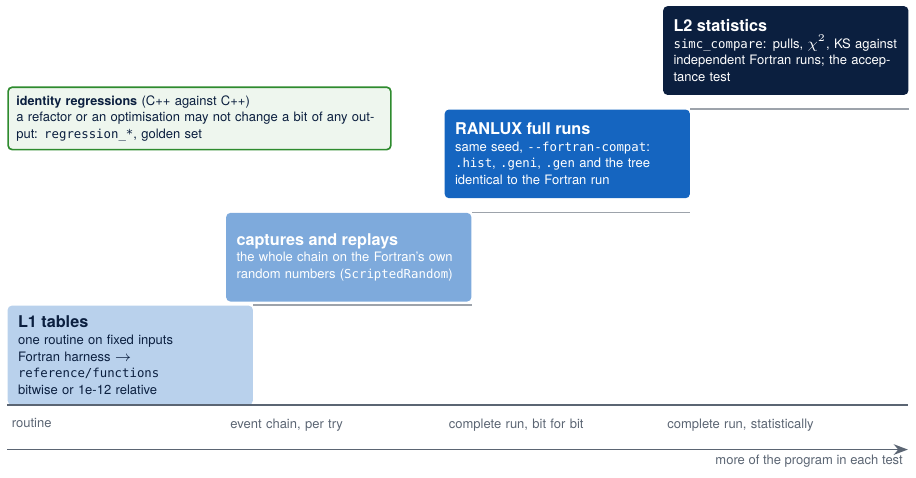 L2 statistics
simc_compare: pulls, χ², KS against
independent Fortran runs; the accep-
tance test
identity regressions (C++ against C++)
a refactor or an optimisation may not change a bit of any out-
put: regression_*, golden set
RANLUX full runs
same seed, --fortran-compat:
.hist, .geni, .gen and the tree
identical to the Fortran run
captures and replays
the whole chain on the Fortran's own
random numbers (ScriptedRandom)
L1 tables
one routine on fixed inputs
Fortran harness →
reference/functions
bitwise or 1e-12 relative
routine
event chain, per try
complete run, bit for bit
complete run, statistically
more of the program in each test